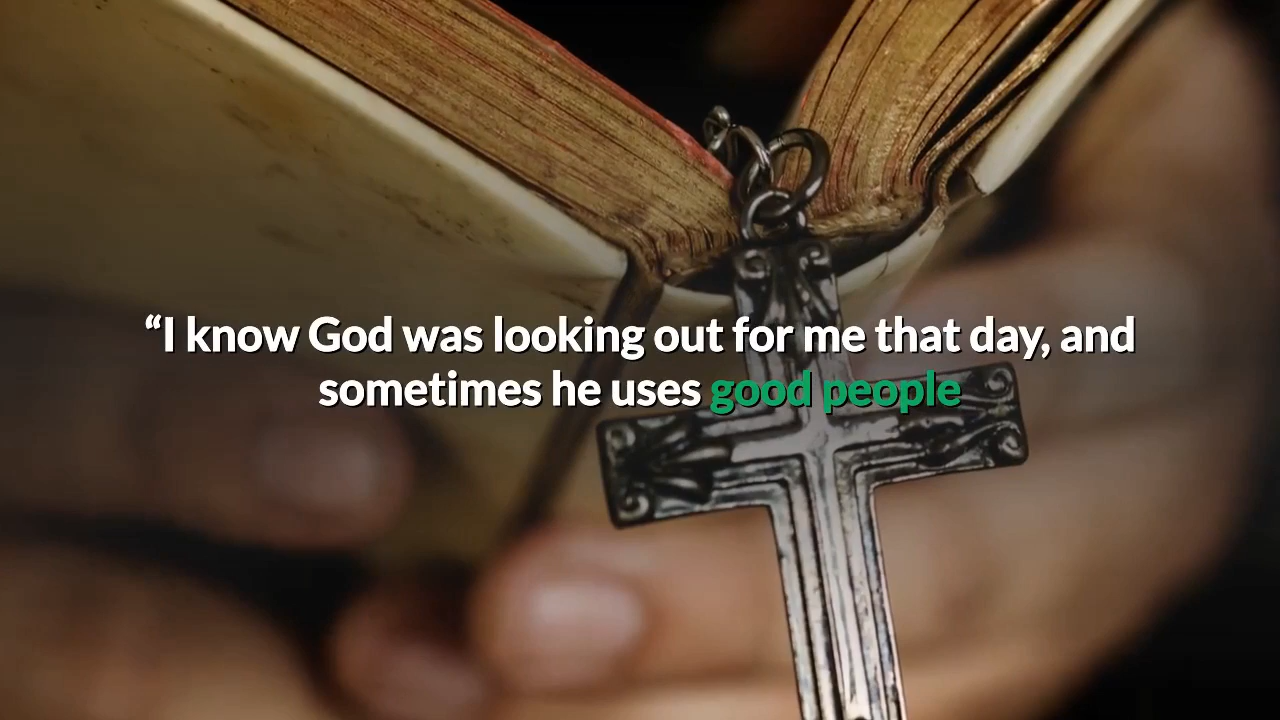 “I know God was looking out for me that day, and
sometimes he uses good people